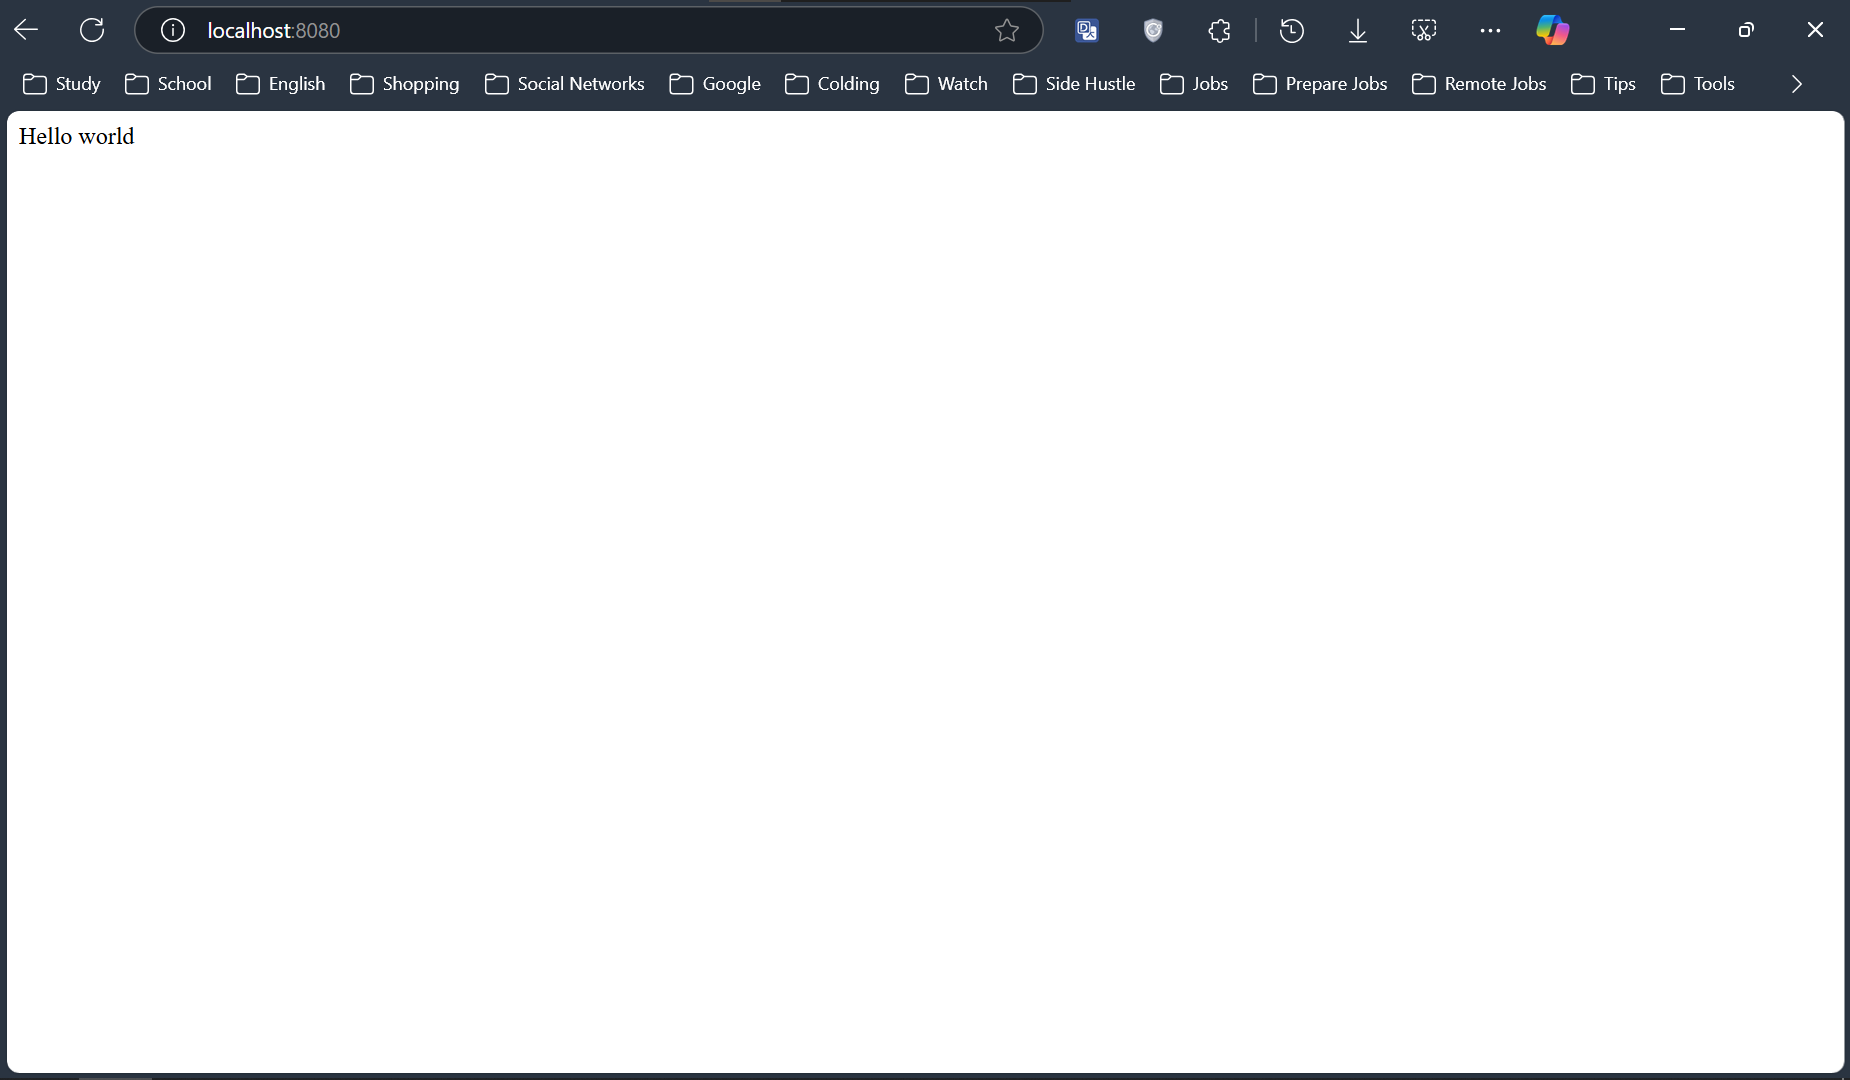 localhost:8080
Study School English Shopping Social Networks Google Colding Watch Side Hustle Jobs Prepare Jobs Remote Jobs Tips Tools
Hello world